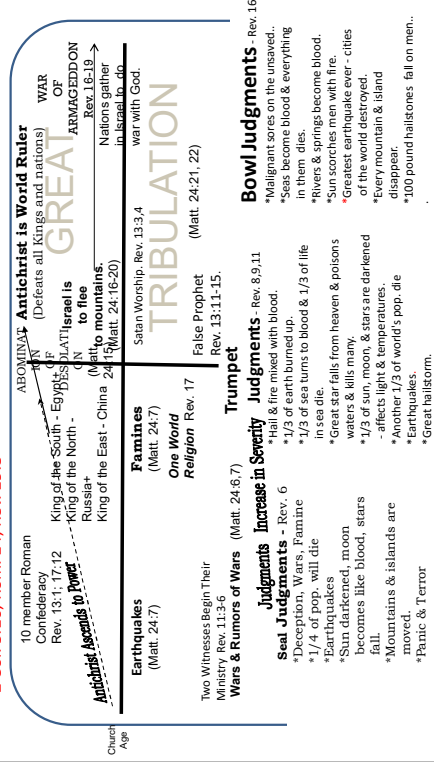 10 member Roman
Confederacy
Rev. 13:1; 17:12
Antichrist Ascends to Power
Church
Age
King of the South - Egypt+
King of the North -
Russia+
King of the East - China
ABOMINAT
ION
OF
DESOLATI
ON
(Matt.
24:15)
Antichrist is World Ruler
(Defeats all Kings and nations)
Israel is
to flee
to mountains.
(Matt. 24:16-20)
GREAT
TRIBULATION
WAR
OF
ARMAGEDDON
Rev. 16-19
Nations gather
in Israel to do
war with God.
Earthquakes
(Matt. 24:7)
Famines
(Matt. 24:7)
One World
Religion Rev. 17
Satan Worship. Rev. 13:3,4
False Prophet
Rev. 13:11-15.
(Matt. 24:21, 22)
Two Witnesses Begin Their
Ministry Rev. 11:3-6
Wars & Rumors of Wars (Matt. 24:6,7)
Judgments Increase in Severity
Seal Judgments - Rev. 6
*Deception, Wars, Famine
*1/4 of pop. will die
*Earthquakes
*Sun darkened, moon
becomes like blood, stars
fall.
*Mountains & islands are
moved.
*Panic & Terror
Trumpet
Judgments - Rev. 8,9,11
*Hail & fire mixed with blood.
*1/3 of earth burned up.
*1/3 of sea turns to blood & 1/3 of life
in sea die.
*Great star falls from heaven & poisons
waters & kills many.
*1/3 of sun, moon, & stars are darkened
- affects light & temperatures.
*Another 1/3 of world's pop. die
*Earthquakes.
*Great hailstorm.
Bowl Judgments - Rev. 16
*Malignant sores on the unsaved..
*Seas become blood & everything
in them dies.
*Rivers & springs become blood.
*Sun scorches men with fire.
*Greatest earthquake ever - cities
of the world destroyed.
*Every mountain & island
disappear.
*100 pound hailstones fall on men..
.